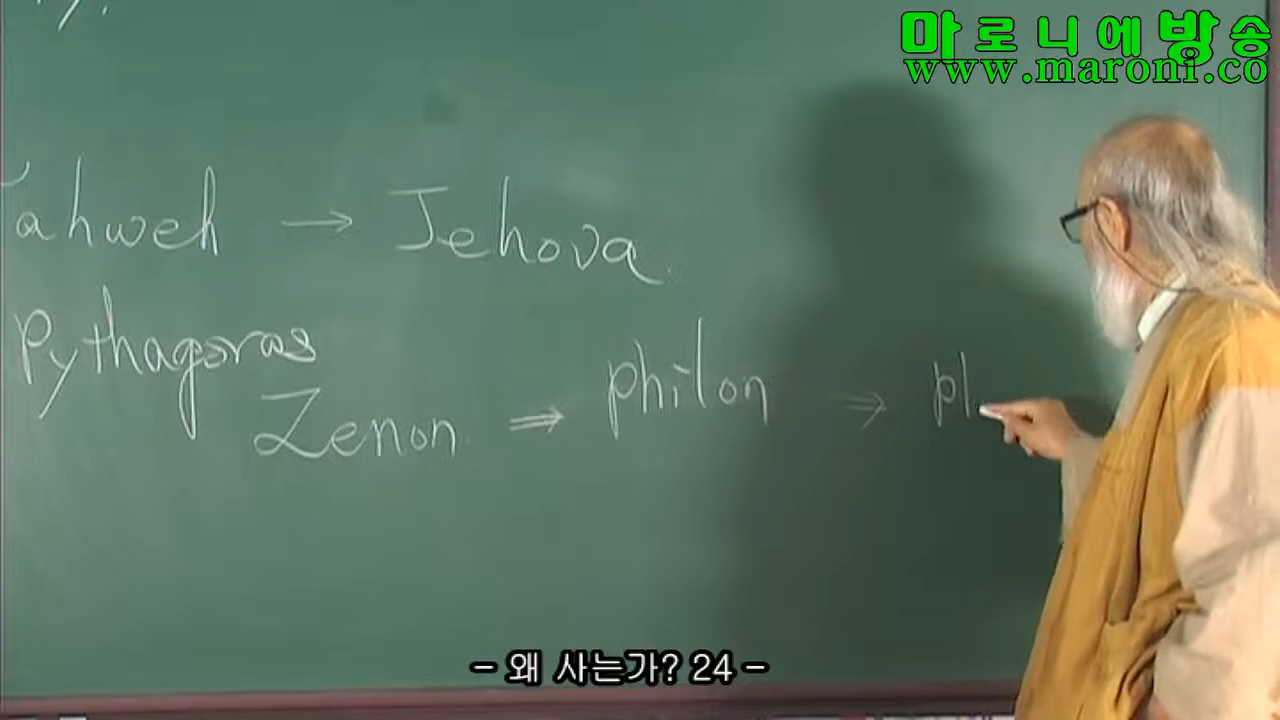 마로니에방송
www.maroni.co
ahweh → Jehova
Pythagoras
Zenon ⇒ philon ⇒ pl
- 왜 사는가? 24 -